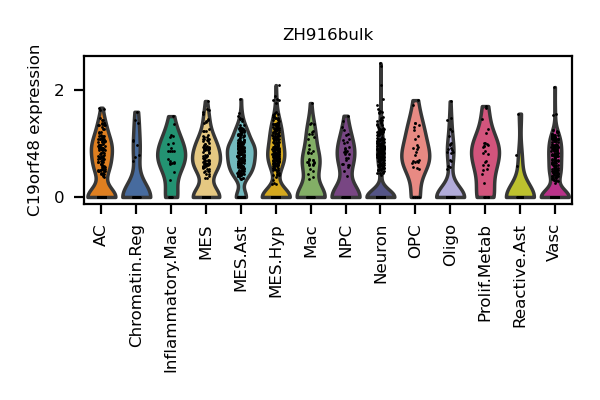 ZH916bulk
C19orf48 expression
2
0
AC
Chromatin.Reg
Inflammatory.Mac
MES
MES.Ast
MES.Hyp
Mac
NPC
Neuron
OPC
Oligo
Prolif.Metab
Reactive.Ast
Vasc